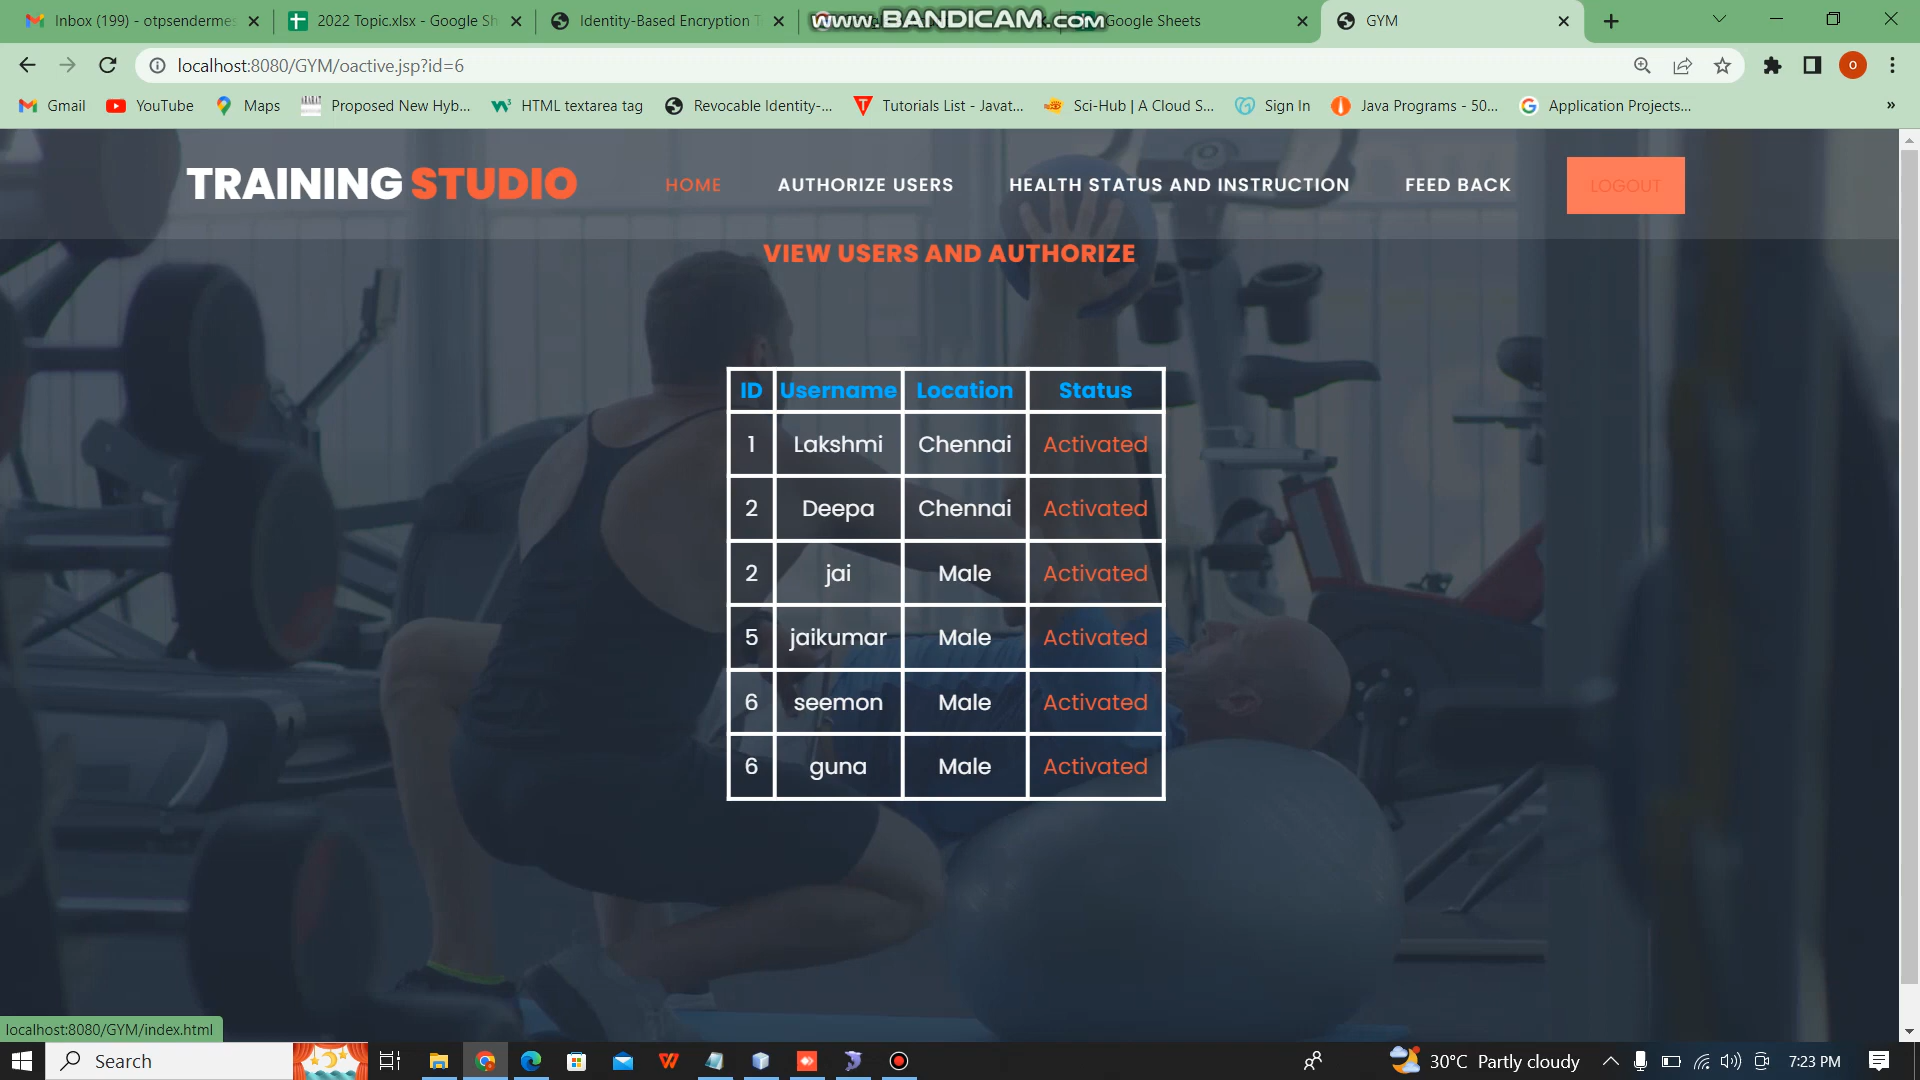 Inbox (199) - otpsendermes
2022 Topic.xlsx - Google Sh
Identity-Based Encryption T
www.BANDICAM.com
Google Sheets
GYM
localhost:8080/GYM/oactive.jsp?id=6
o
Gmail
YouTube
Maps
Proposed New Hyb...
HTML textarea tag
Revocable Identity-...
Tutorials List - Javat...
Sci-Hub | A Cloud S...
Sign In
Java Programs - 50...
Application Projects...
»
TRAINING STUDIO
HOME
AUTHORIZE USERS
HEALTH STATUS AND INSTRUCTION
FEED BACK
LOGOUT
VIEW USERS AND AUTHORIZE
ID Username Location Status
1 Lakshmi Chennai Activated
2 Deepa Chennai Activated
2 jai Male Activated
5 jaikumar Male Activated
6 seemon Male Activated
6 guna Male Activated
localhost:8080/GYM/index.html
Search
30°C Partly cloudy
7:23 PM